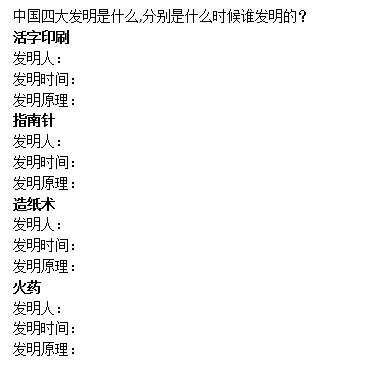 中国四大发明是什么,分别是什么时候谁发明的？
活字印刷
发明人：
发明时间：
发明原理：
指南针
发明人：
发明时间：
发明原理：
造纸术
发明人：
发明时间：
发明原理：
火药
发明人：
发明时间：
发明原理：